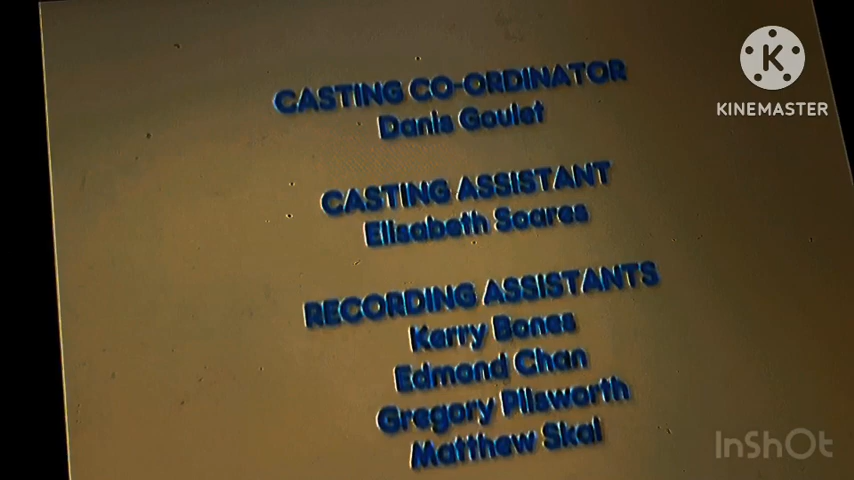 CASTING CO-ORDINATOR
Danis Goulet
CASTING ASSISTANT
Elisabeth Soares
RECORDING ASSISTANTS
Kerry Bones
Edmond Chan
Gregory Pliswarth
Matthew Skal
K
KINEMASTER
InShOt